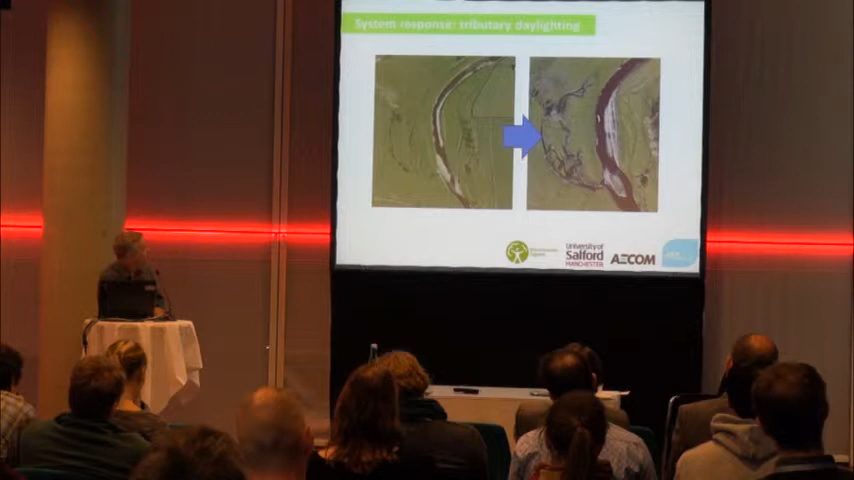 System response: tributary daylighting
University of
Salford
MANCHESTER
AECOM